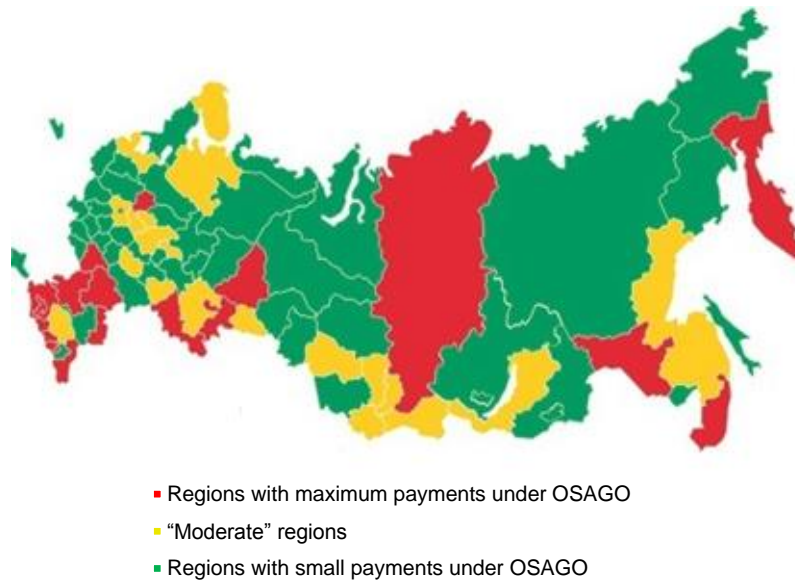 Regions with maximum payments under OSAGO
“Moderate” regions
Regions with small payments under OSAGO